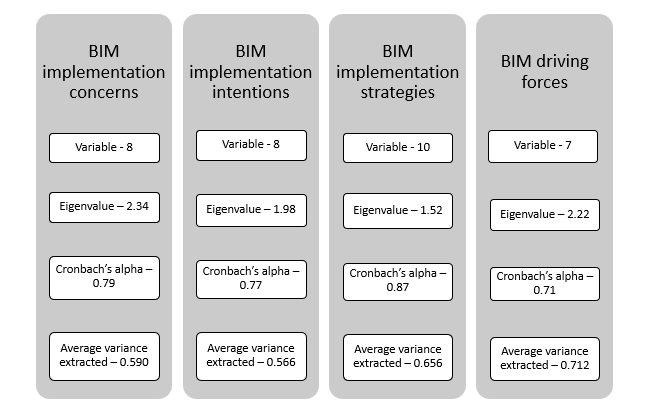 BIM
implementation
concerns
Variable - 8
Eigenvalue – 2.34
Cronbach’s alpha –
0.79
Average variance
extracted – 0.590
BIM
implementation
intentions
Variable - 8
Eigenvalue – 1.98
Cronbach’s alpha –
0.77
Average variance
extracted – 0.566
BIM
implementation
strategies
Variable - 10
Eigenvalue – 1.52
Cronbach’s alpha –
0.87
Average variance
extracted – 0.656
BIM driving
forces
Variable - 7
Eigenvalue – 2.22
Cronbach’s alpha –
0.71
Average variance
extracted – 0.712